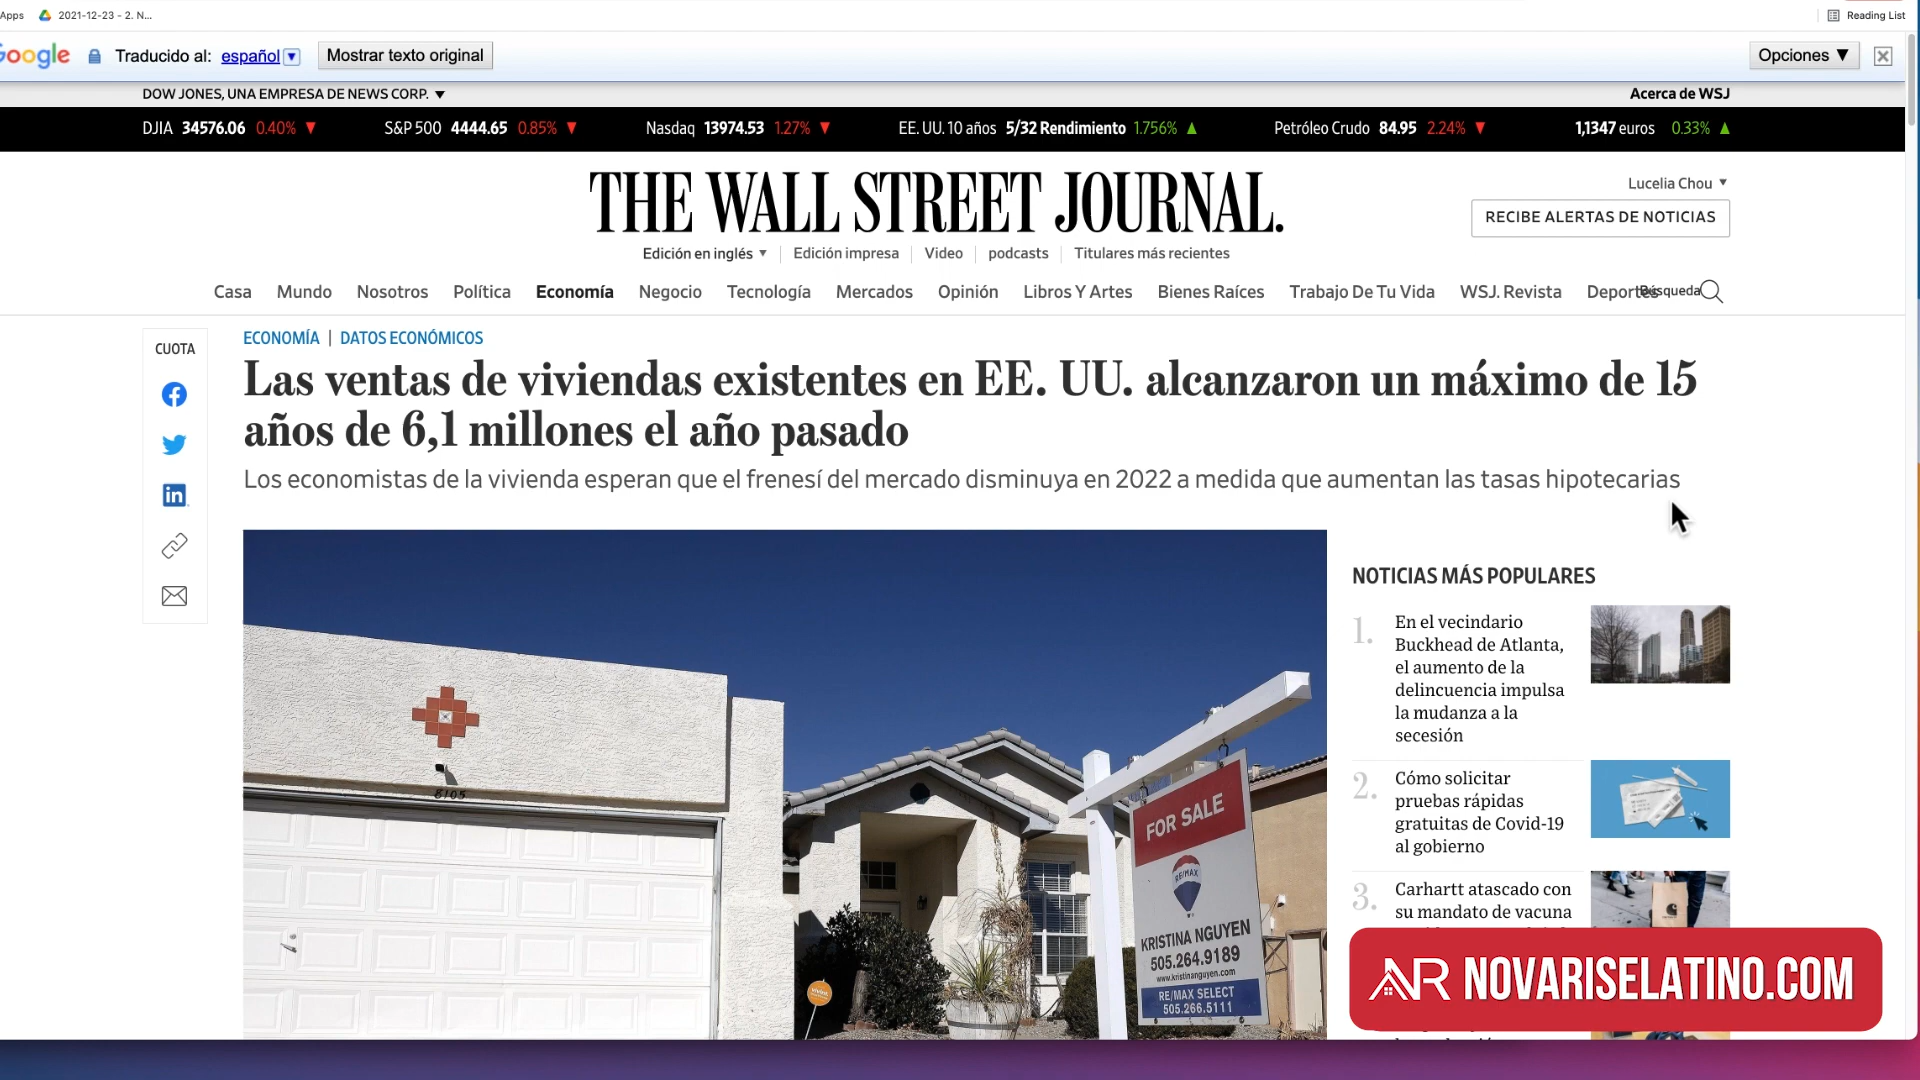 Apps 2021-12-23 - 2. N...
Reading List
Google Traducido al: español Mostrar texto original Opciones ▼
DOW JONES, UNA EMPRESA DE NEWS CORP. ▼ Acerca de WSJ
DJIA 34576.06 0.40% ▼ S&P 500 4444.65 0.85% ▼ Nasdaq 13974.53 1.27% ▼ EE. UU. 10 años 5/32 Rendimiento 1.756% ▲ Petróleo Crudo 84.95 2.24% ▼ 1,1347 euros 0.33% ▲
THE WALL STREET JOURNAL.
Lucelia Chou ▼
RECIBE ALERTAS DE NOTICIAS
Edición en inglés ▼ Edición impresa Video podcasts Titulares más recientes
Casa Mundo Nosotros Política Economía Negocio Tecnología Mercados Opinión Libros Y Artes Bienes Raíces Trabajo De Tu Vida WSJ. Revista Deportes Búsqueda
CUOTA
ECONOMÍA | DATOS ECONÓMICOS
Las ventas de viviendas existentes en EE. UU. alcanzaron un máximo de 15
años de 6,1 millones el año pasado
Los economistas de la vivienda esperan que el frenesí del mercado disminuya en 2022 a medida que aumentan las tasas hipotecarias
8105
FOR SALE
RE/MAX
KRISTINA NGUYEN
505.264.9189
www.kristinanguyen.com
RE/MAX SELECT
505.266.5111
NOTICIAS MÁS POPULARES
1. En el vecindario
Buckhead de Atlanta,
el aumento de la
delincuencia impulsa
la mudanza a la
secesión
2. Cómo solicitar
pruebas rápidas
gratuitas de Covid-19
al gobierno
3. Carhartt atascado con
su mandato de vacuna
NR NOVARISELATINO.COM